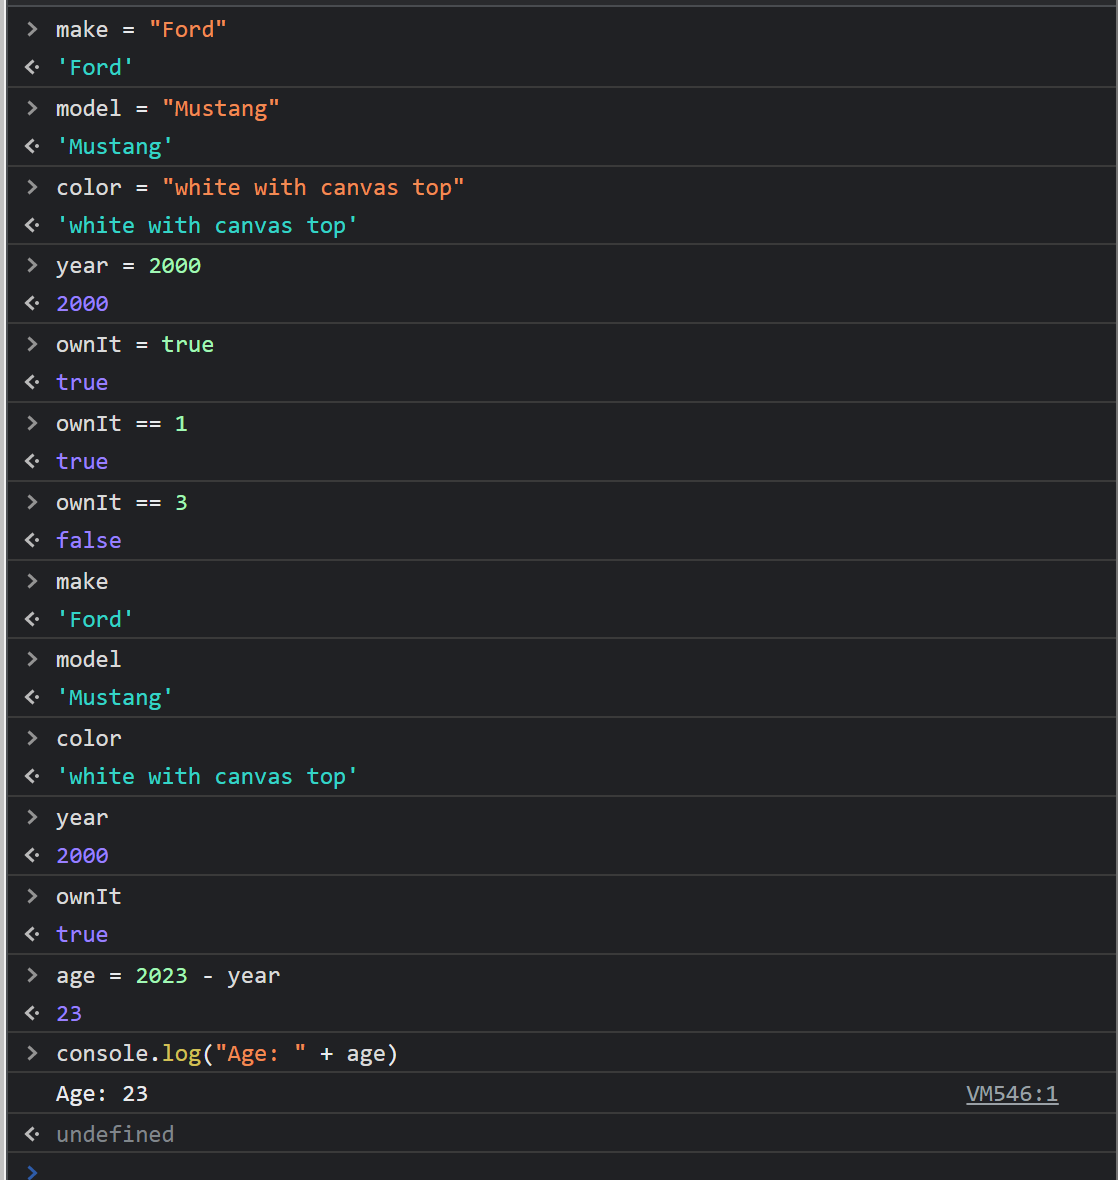 > make = "Ford"
<· 'Ford'
> model = "Mustang"
<· 'Mustang'
> color = "white with canvas top"
<· 'white with canvas top'
> year = 2000
<· 2000
> ownIt = true
<· true
> ownIt == 1
<· true
> ownIt == 3
<· false
> make
<· 'Ford'
> model
<· 'Mustang'
> color
<· 'white with canvas top'
> year
<· 2000
> ownIt
<· true
> age = 2023 - year
<· 23
> console.log("Age: " + age)
Age: 23 VM546:1
<· undefined
>